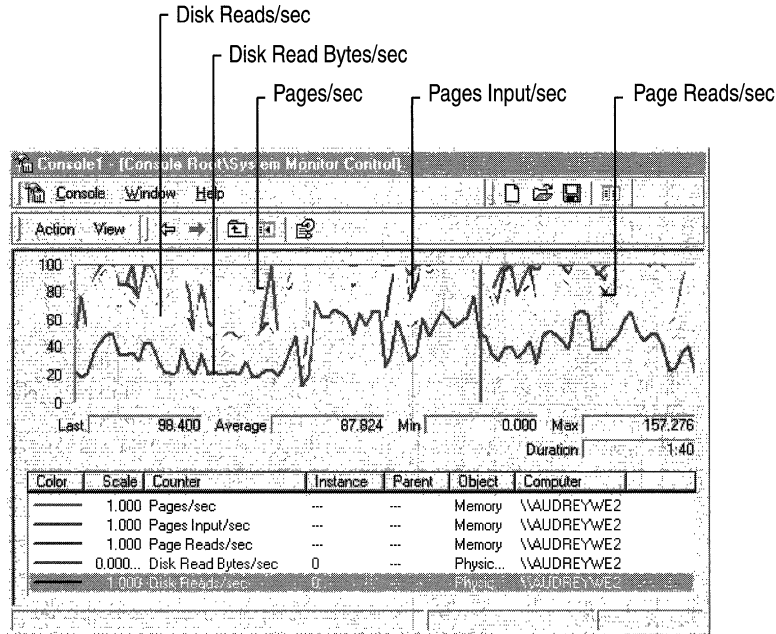 Disk Reads/sec
Disk Read Bytes/sec
Pages/sec
Pages Input/sec
Page Reads/sec
Console1 - [Console Root\System Monitor Control]
Console Window Help
Action View
100
80
60
40
20
0
Last 98.400 Average 87.824 Min 0.000 Max 157.276
Duration 1:40
Color Scale Counter Instance Parent Object Computer
1.000 Pages/sec --- --- Memory \\AUDREYWE2
1.000 Pages Input/sec --- --- Memory \\AUDREYWE2
1.000 Page Reads/sec --- --- Memory \\AUDREYWE2
0.000... Disk Read Bytes/sec 0 --- Physic... \\AUDREYWE2
1.000 Disk Reads/sec 0 --- Physic... \\AUDREYWE2